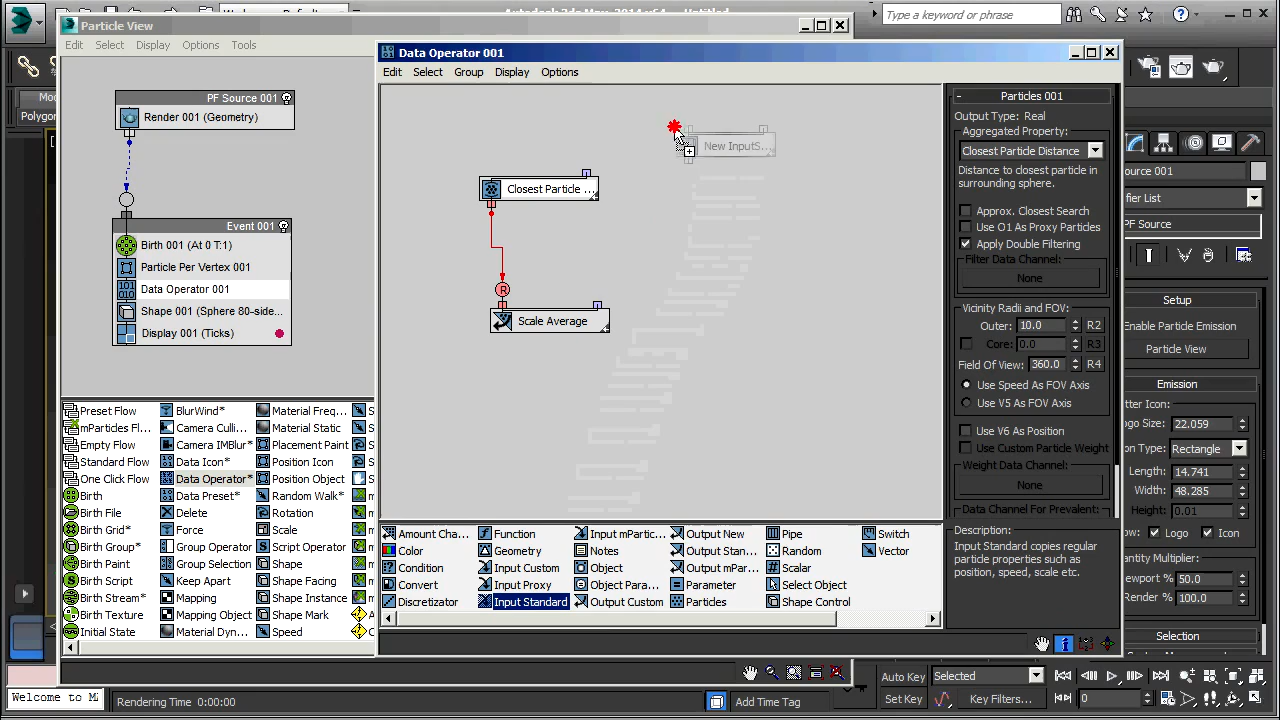 Autodesk 3ds Max 2014 x64 Untitled
Type a keyword or phrase
Particle View
Edit Select Display Options Tools
PF Source 001
Render 001 (Geometry)
Event 001
Birth 001 (At 0 T:1)
Particle Per Vertex 001
Data Operator 001
Shape 001 (Sphere 80-side...
Display 001 (Ticks)
Preset Flow BlurWind* Material Freq...
mParticles Fl... Camera Culli... Material Static
Empty Flow Camera IMBlur* Placement Paint
Standard Flow Data Icon* Position Icon
One Click Flow Data Operator* Position Object
Birth Data Preset* Random Walk*
Birth File Delete Rotation
Birth Grid* Force Scale
Birth Group* Group Operator Script Operator
Birth Paint Group Selection Shape
Birth Script Keep Apart Shape Facing
Birth Stream* Mapping Shape Instance
Birth Texture Mapping Object Shape Mark
Initial State Material Dyn... Speed
Data Operator 001
Edit Select Group Display Options
New InputS...
Closest Particle ...
R
Scale Average
Amount Cha... Function Input mPartic... Output New Pipe Switch
Color Geometry Notes Output Stan... Random Vector
Condition Input Custom Object Output mPar... Scalar
Convert Input Proxy Object Para... Parameter Select Object
Discretizator Input Standard Output Custom Particles Shape Control
- Particles 001
Output Type: Real
Aggregated Property:
Closest Particle Distance
Distance to closest particle in
surrounding sphere.
Approx. Closest Search
Use O1 As Proxy Particles
Apply Double Filtering
Filter Data Channel:
None
Vicinity Radii and FOV
Outer: 10.0 R2
Core: 0.0 R3
Field Of View: 360.0 R4
Use Speed As FOV Axis
Use V5 As FOV Axis
Use V6 As Position
Use Custom Particle Weight
Weight Data Channel:
None
Data Channel For Prevalent:
Description:
Input Standard copies regular
particle properties such as
position, speed, scale etc.
Mo
Polygon
Source 001
fier List
PF Source
Setup
Enable Particle Emission
Particle View
Emission
tter Icon:
ogo Size: 22.059
on Type: Rectangle
Length: 14.741
Width: 48.285
Height: 0.01
ow: Logo Icon
antity Multiplier:
ewport % 50.0
Render % 100.0
Selection
Auto Key Selected
Set Key Key Filters...
0
Welcome to MA
Rendering Time 0:00:00
Add Time Tag